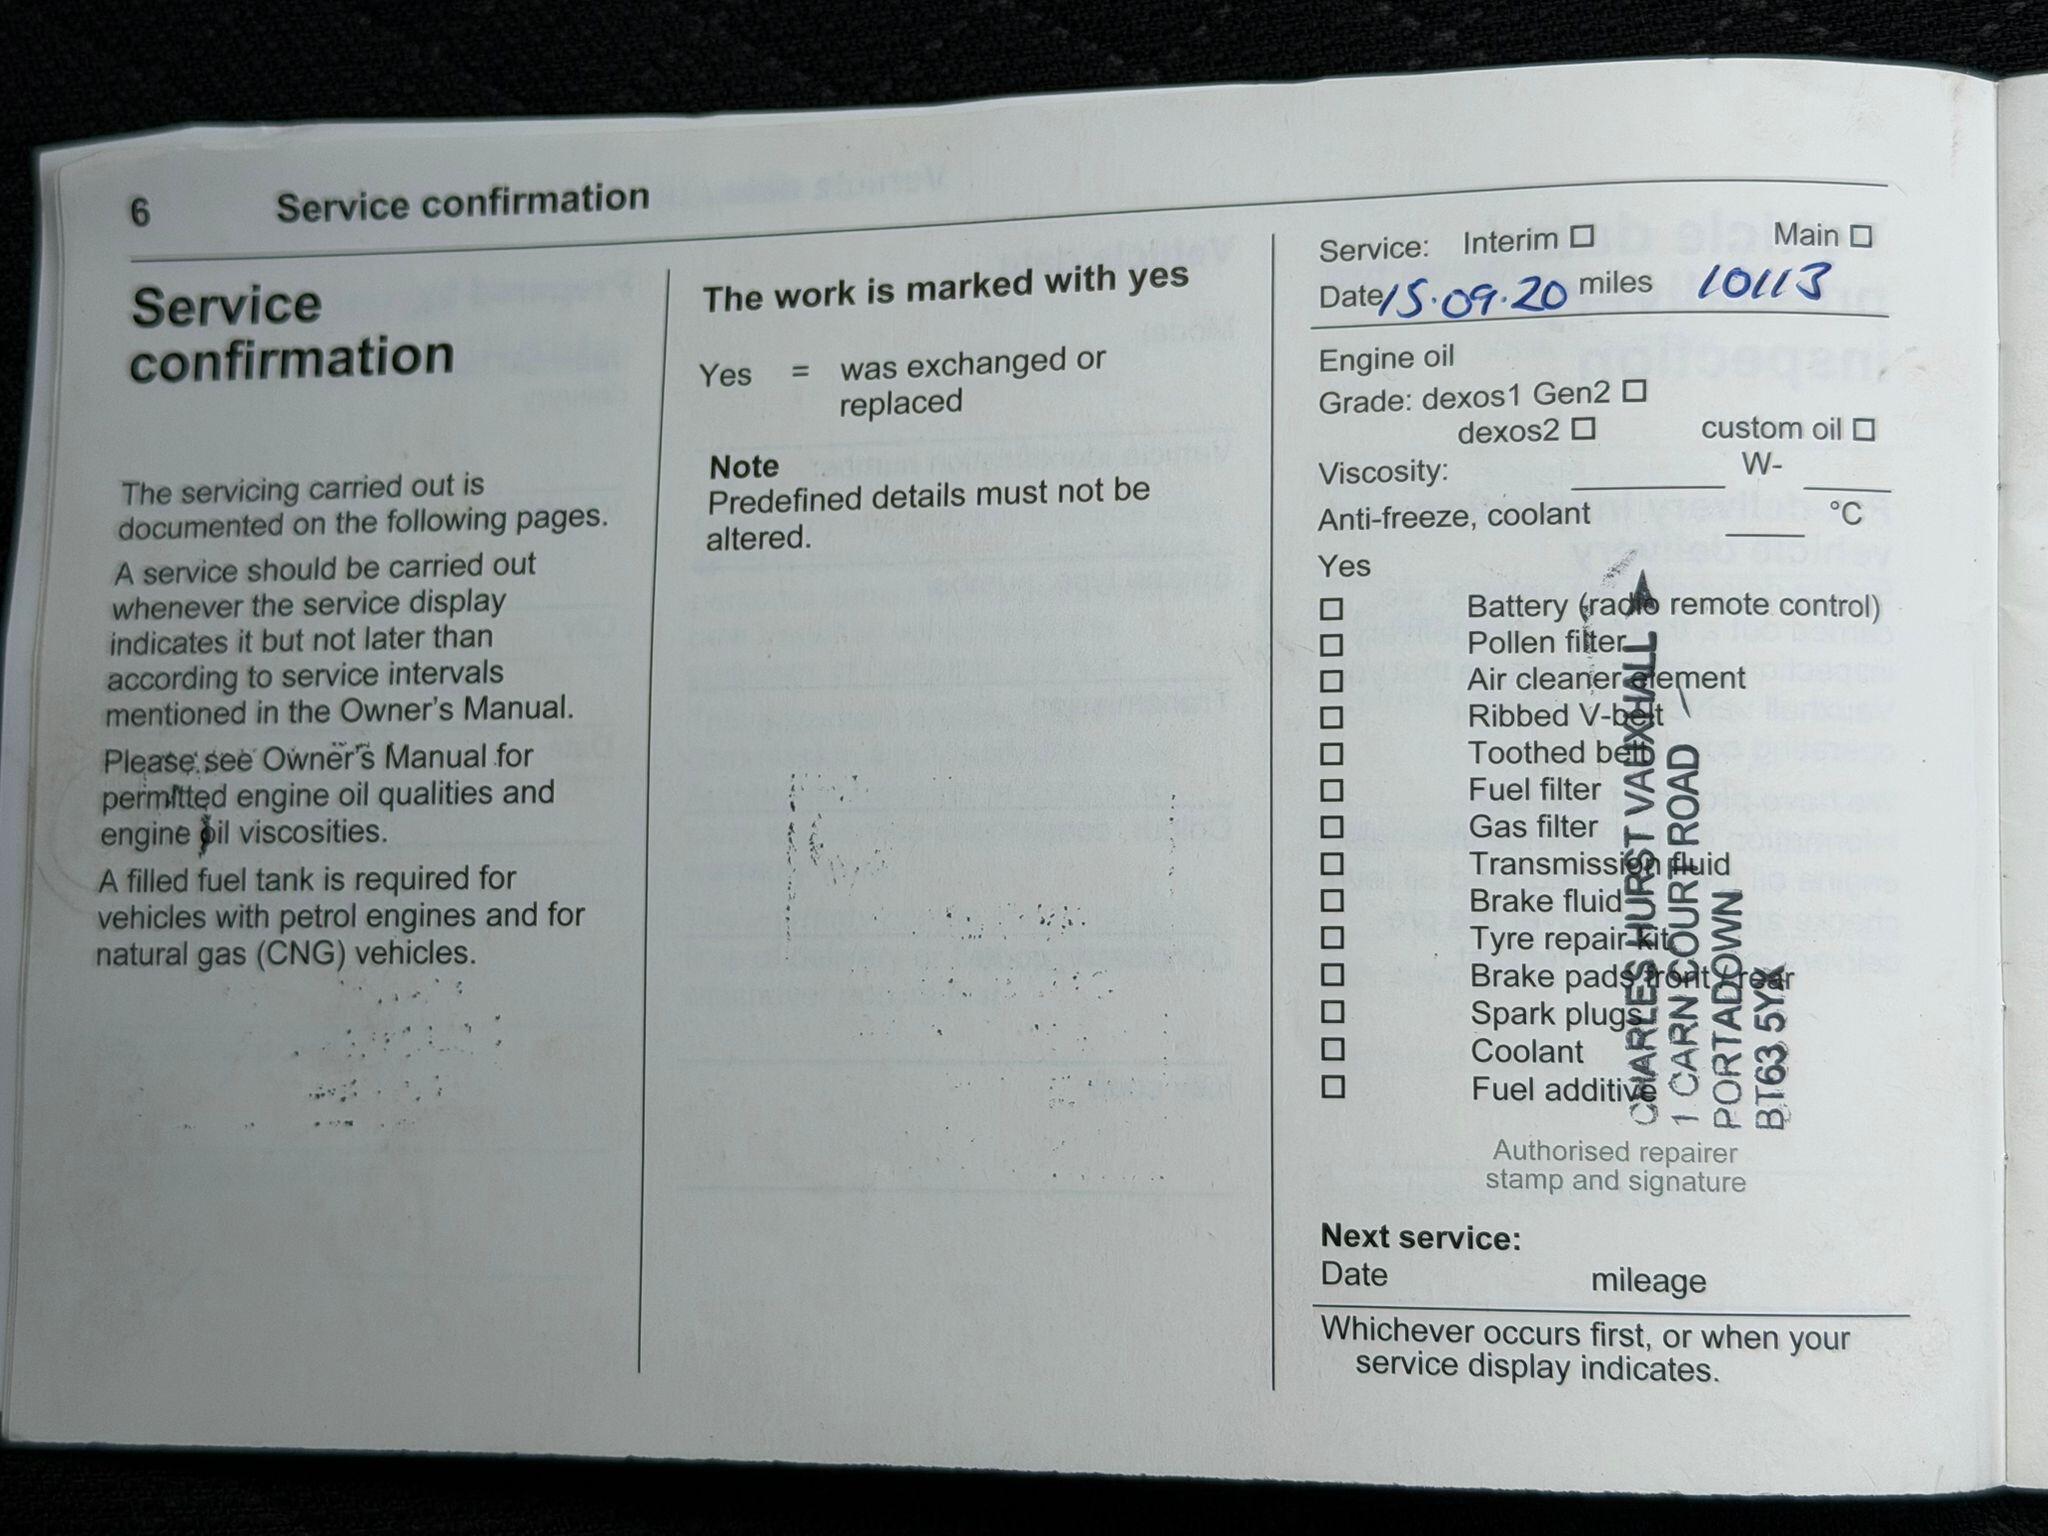 6 Service confirmation
Service
confirmation
The servicing carried out is
documented on the following pages.
A service should be carried out
whenever the service display
indicates it but not later than
according to service intervals
mentioned in the Owner's Manual.
Please see Owner's Manual for
permitted engine oil qualities and
engine oil viscosities.
A filled fuel tank is required for
vehicles with petrol engines and for
natural gas (CNG) vehicles.
The work is marked with yes
Yes = was exchanged or
replaced
Note
Predefined details must not be
altered.
Service: Interim ☐ Main ☐
Date 15.09.20 miles 10113
Engine oil
Grade: dexos1 Gen2 ☐
dexos2 ☐ custom oil ☐
Viscosity: W-
Anti-freeze, coolant °C
Yes
☐ Battery (radio remote control)
☐ Pollen filter
☐ Air cleaner element
☐ Ribbed V-belt
☐ Toothed belt
☐ Fuel filter
☐ Gas filter
☐ Transmission fluid
☐ Brake fluid
☐ Tyre repair kit
☐ Brake pads front / rear
☐ Spark plugs
☐ Coolant
☐ Fuel additive
CHARLES HURST VAUXHALL
1 CARN COURT ROAD
PORTADOWN
BT63 5YX
Authorised repairer
stamp and signature
Next service:
Date mileage
Whichever occurs first, or when your
service display indicates.